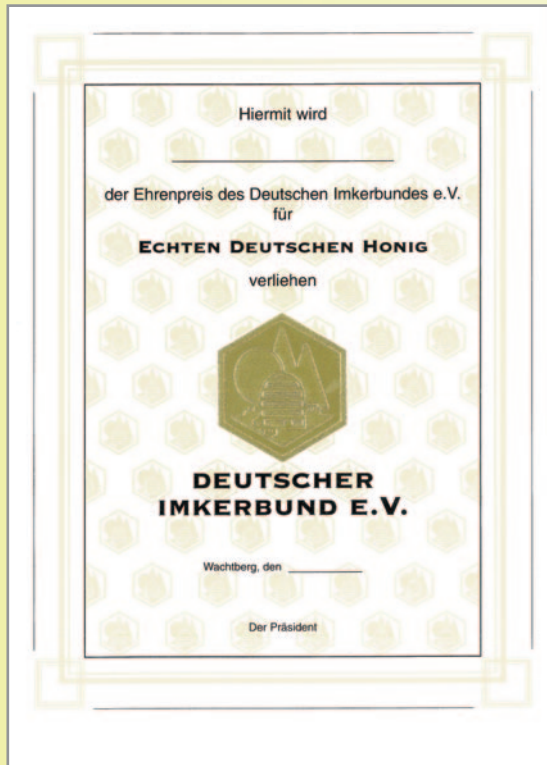 Hiermit wird
der Ehrenpreis des Deutschen Imkerbundes e.V.
für
ECHTEN DEUTSCHEN HONIG
verliehen
DEUTSCHER
IMKERBUND E.V.
Wachtberg, den
Der Präsident